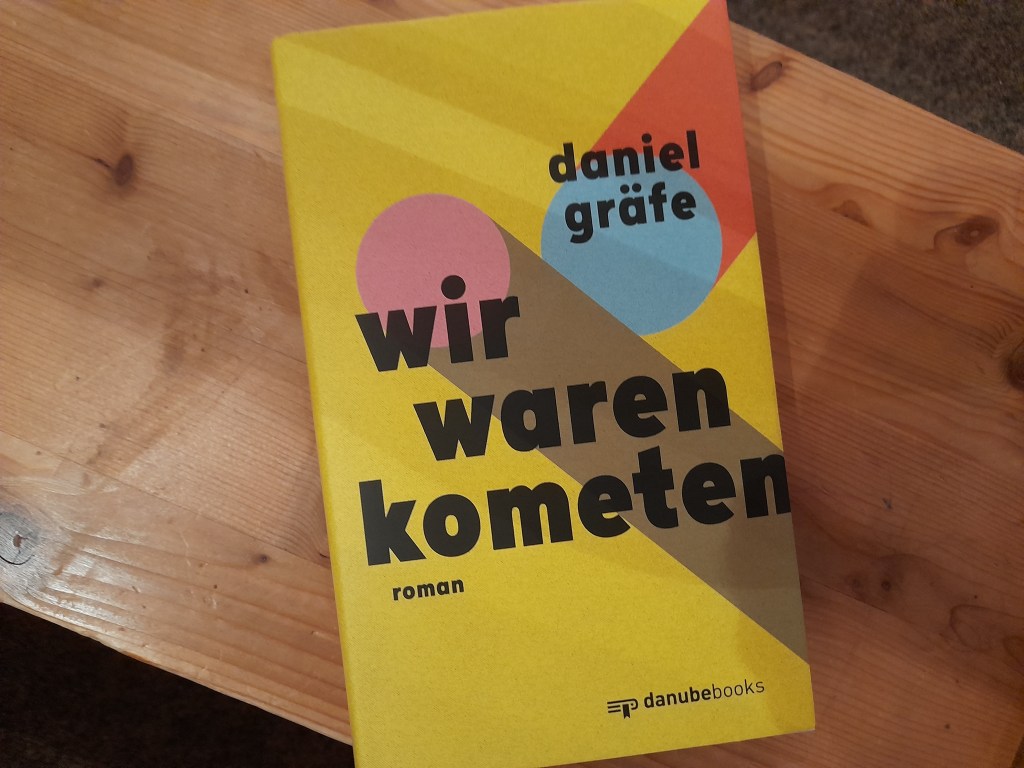 daniel
gräfe
wir
waren
kometen
roman
danubebooks